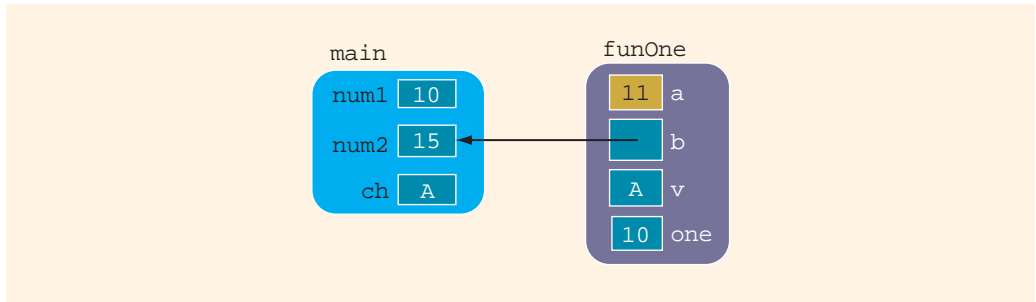 main
num1 10
num2 15
ch A
funOne
11 a
b
A v
10 one